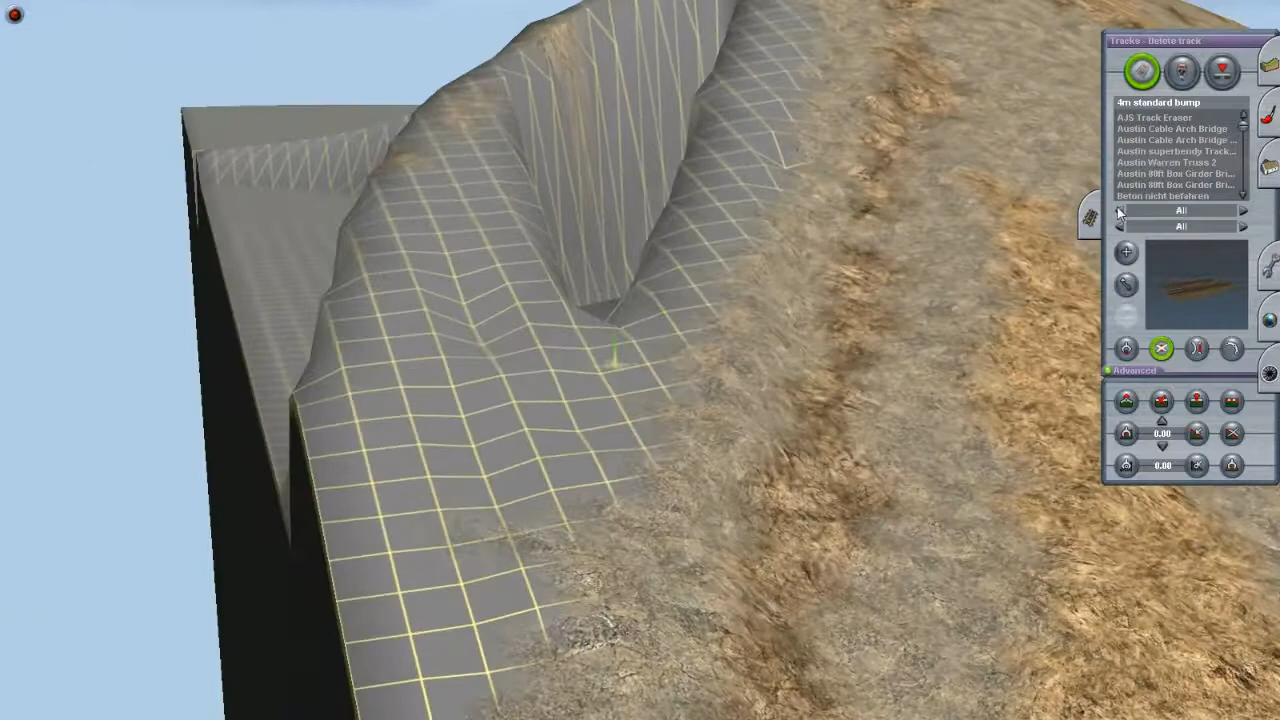 Tracks - Delete track
4m standard bump
AJS Track Eraser
Austin Cable Arch Bridge
Austin Cable Arch Bridge ...
Austin superbendy Track...
Austin Warren Truss 2
Austin 80ft Box Girder Bri...
Austin 80ft Box Girder Bri...
Beton nicht befahren
All
All
Advanced
0.00
0.00